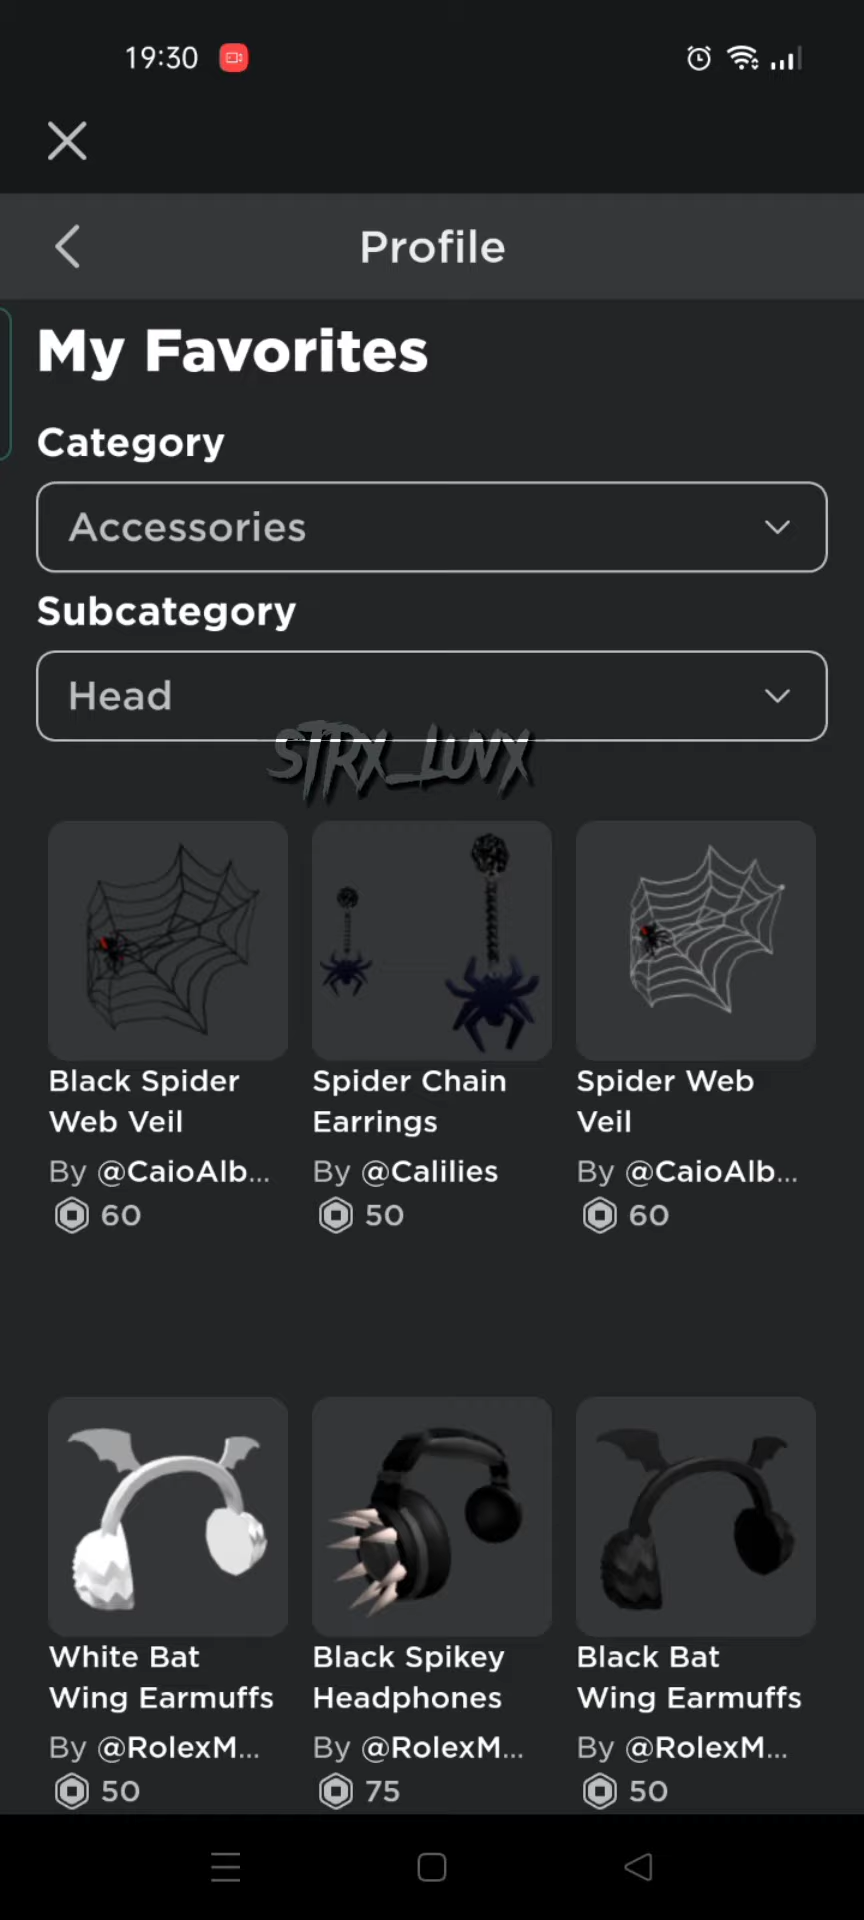 19:30
Profile
My Favorites
Category
Accessories
Subcategory
Head
STRX_LUVX
Black Spider
Web Veil
By @CaioAlb...
60
Spider Chain
Earrings
By @Calilies
50
Spider Web
Veil
By @CaioAlb...
60
White Bat
Wing Earmuffs
By @RolexM...
50
Black Spikey
Headphones
By @RolexM...
75
Black Bat
Wing Earmuffs
By @RolexM...
50